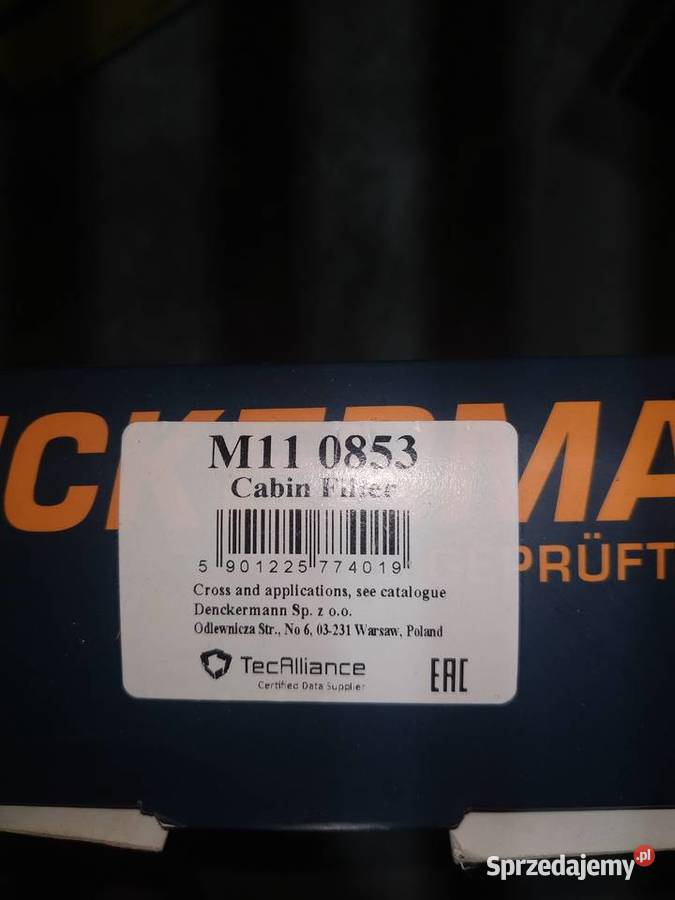 CKERMA
GEPRÜFT
M11 0853
Cabin Filter
5 901225 774019
Cross and applications, see catalogue
Denckermann Sp. z o.o.
Odlewnicza Str., No 6, 03-231 Warsaw, Poland
TecAlliance
Certified Data Supplier
EAC
Sprzedajemy.pl